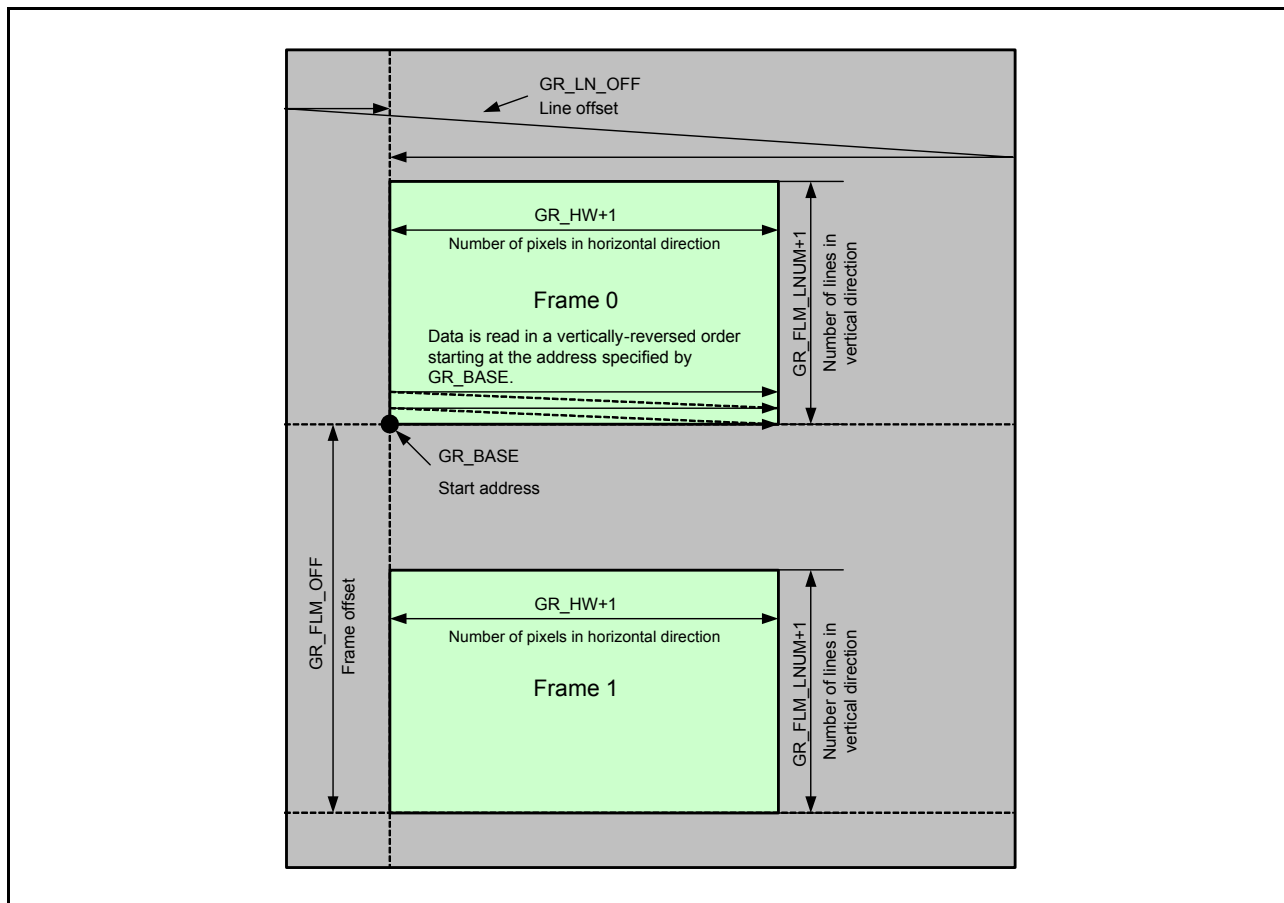 GR_LN_OFF
Line offset
GR_HW+1
Number of pixels in horizontal direction
Frame 0
Data is read in a vertically-reversed order
starting at the address specified by
GR_BASE.
GR_FLM_LNUM+1
Number of lines in
vertical direction
GR_BASE
Start address
GR_FLM_OFF
Frame offset
GR_HW+1
Number of pixels in horizontal direction
Frame 1
GR_FLM_LNUM+1
Number of lines in
vertical direction